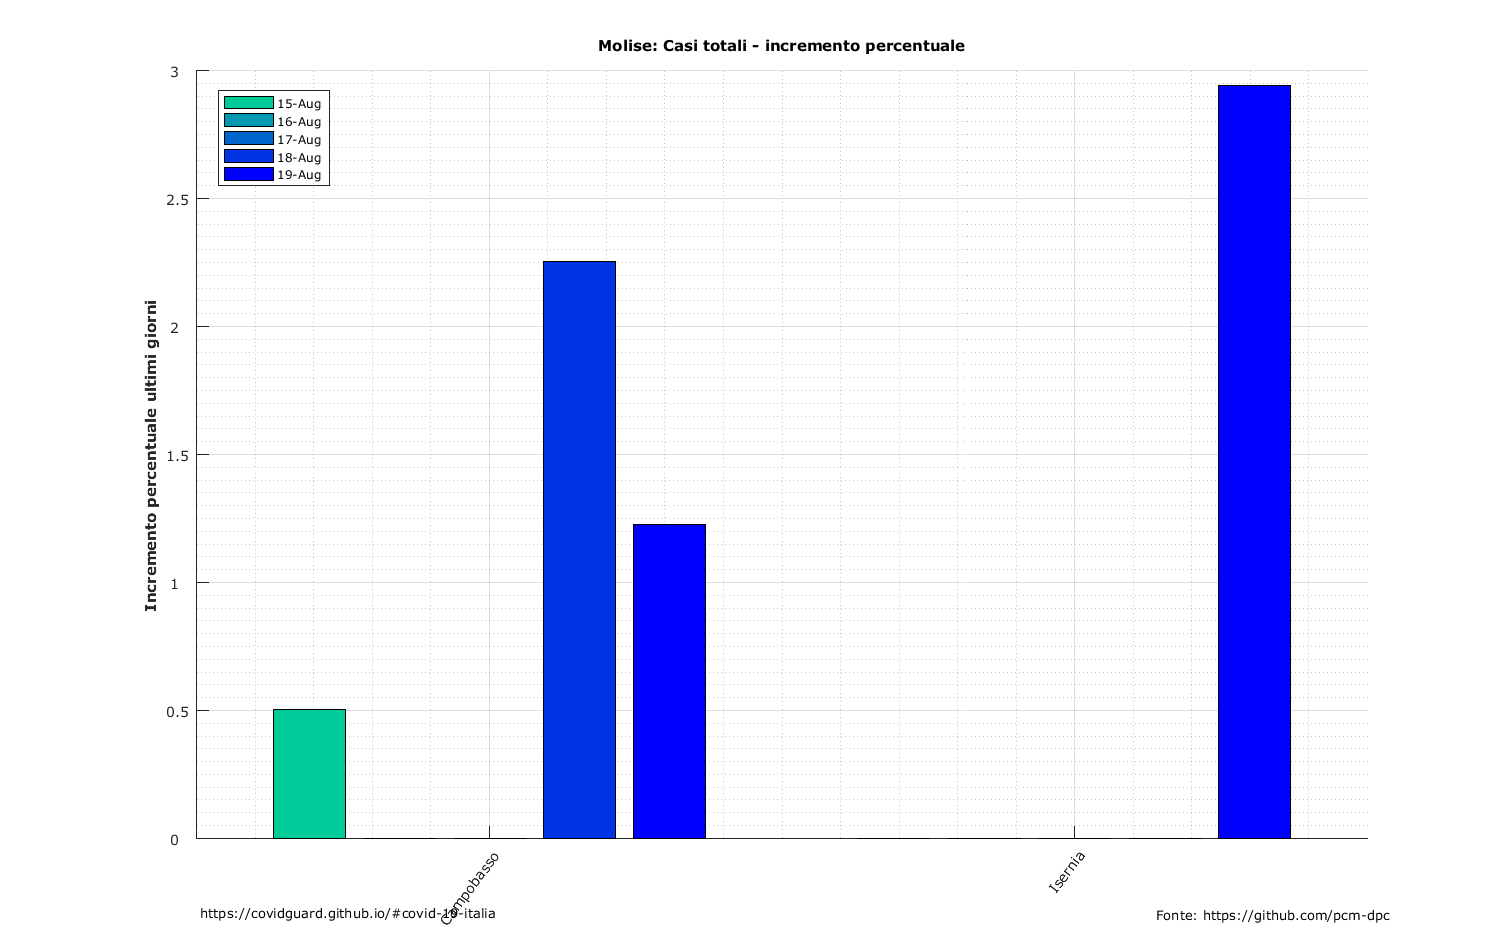 Molise: Casi totali - incremento percentuale
3
2.5
2
1.5
1
0.5
0
Incremento percentuale ultimi giorni
15-Aug
16-Aug
17-Aug
18-Aug
19-Aug
Campobasso
Isernia
https://covidguard.github.io/#covid-19-italia
Fonte: https://github.com/pcm-dpc